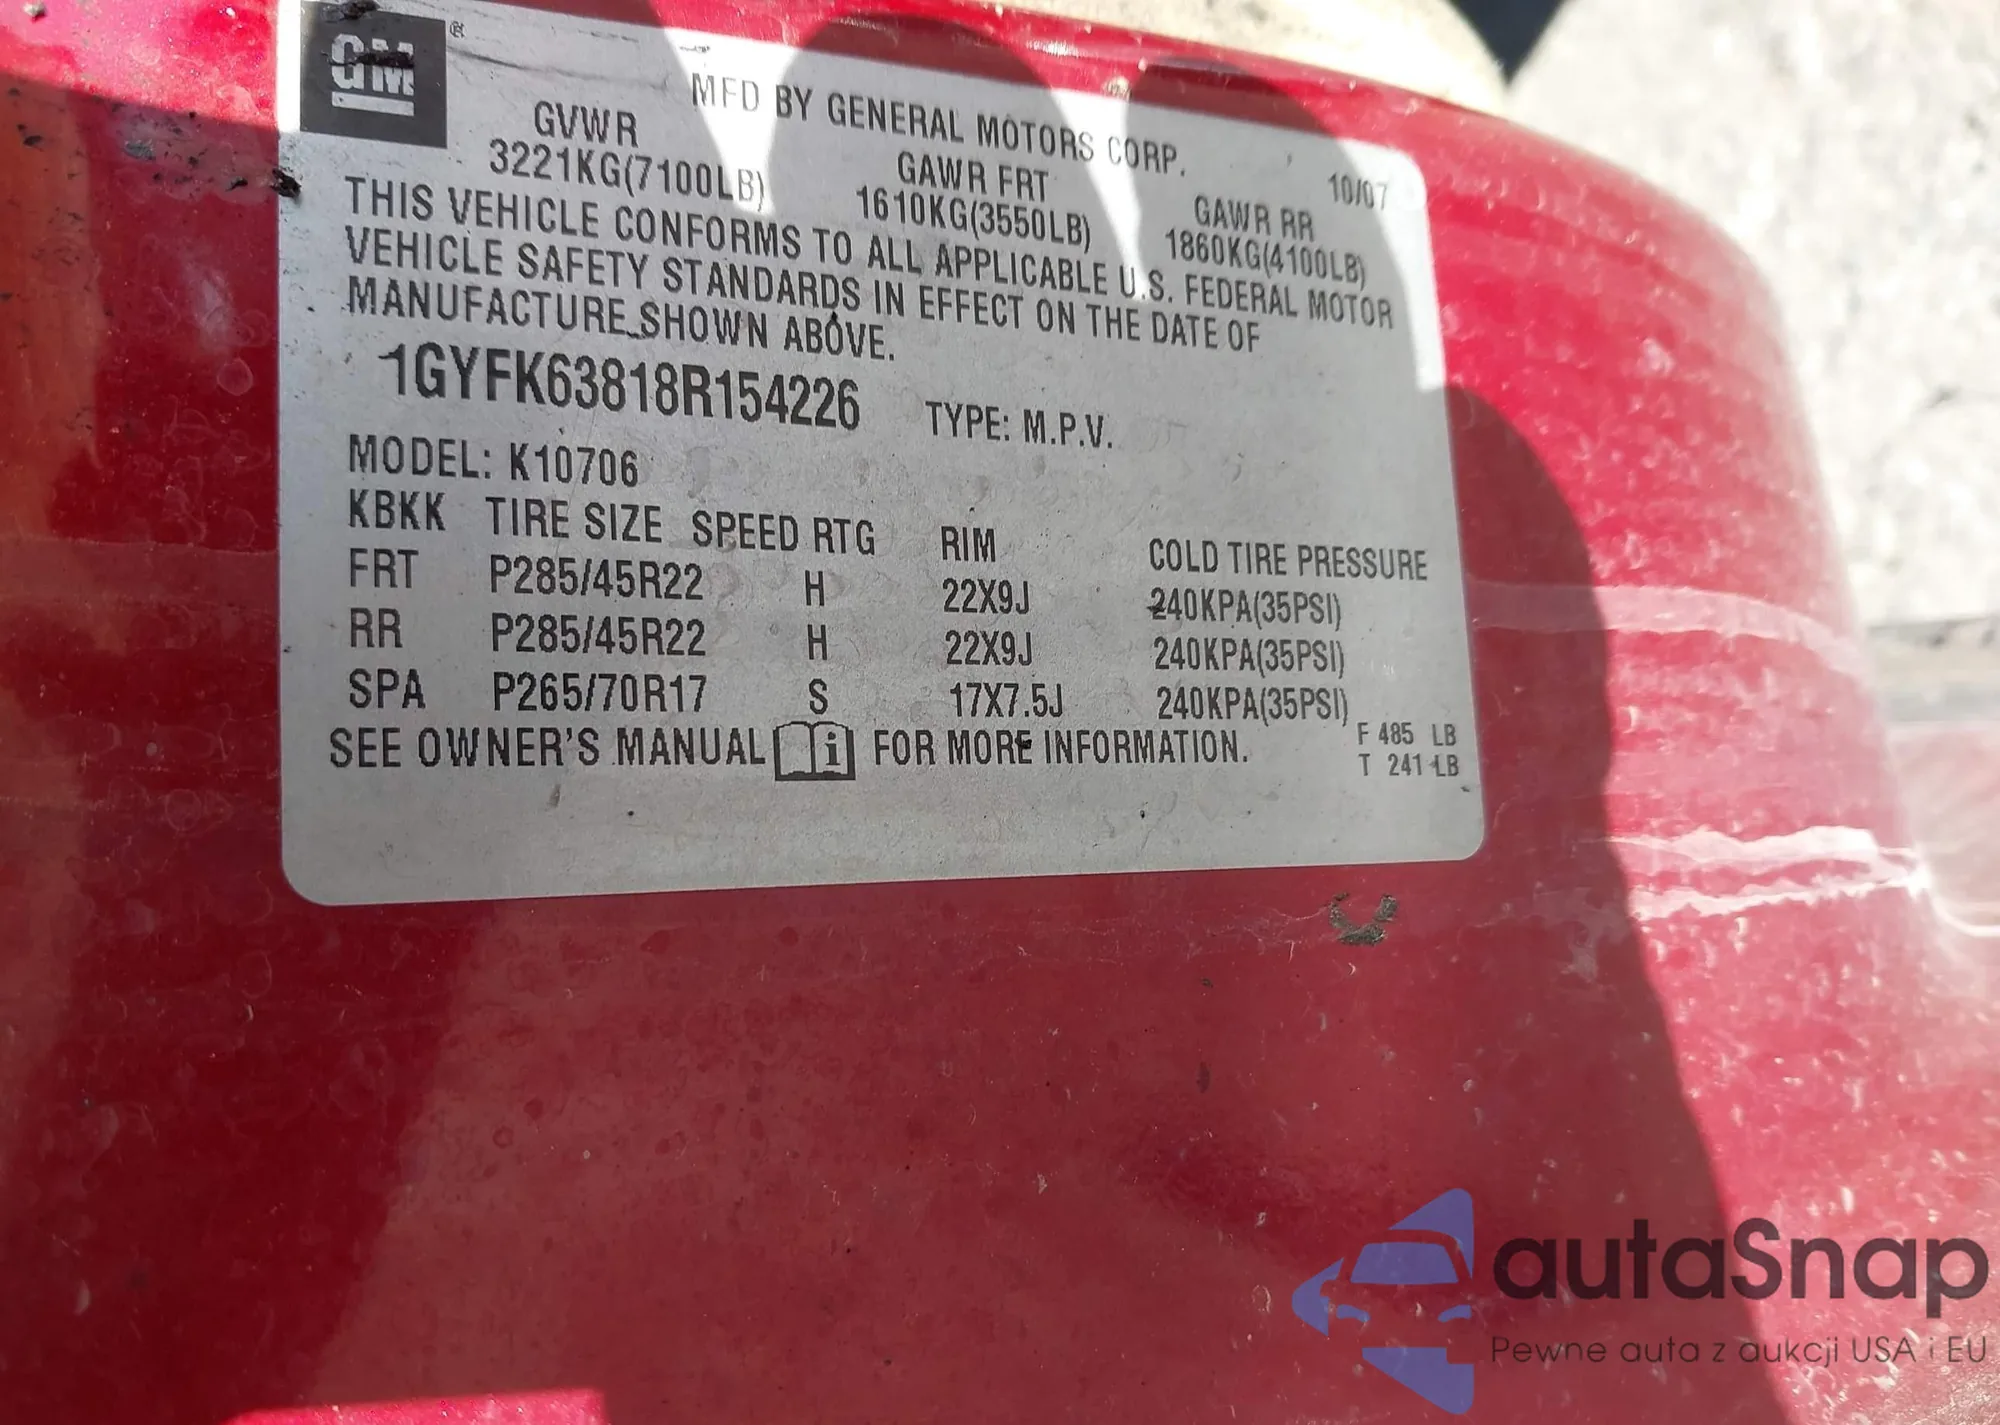 GM
MFD BY GENERAL MOTORS CORP.
10/07
GVWR GAWR FRT GAWR RR
3221KG(7100LB) 1610KG(3550LB) 1860KG(4100LB)
THIS VEHICLE CONFORMS TO ALL APPLICABLE U.S. FEDERAL MOTOR
VEHICLE SAFETY STANDARDS IN EFFECT ON THE DATE OF
MANUFACTURE SHOWN ABOVE.
1GYFK63818R154226 TYPE: M.P.V.
MODEL: K10706
KBKK TIRE SIZE SPEED RTG RIM COLD TIRE PRESSURE
FRT P285/45R22 H 22X9J 240KPA(35PSI)
RR P285/45R22 H 22X9J 240KPA(35PSI)
SPA P265/70R17 S 17X7.5J 240KPA(35PSI)
SEE OWNER'S MANUAL i FOR MORE INFORMATION.
F 485 LB
T 241 LB
autaSnap
Pewne auta z aukcji USA i EU